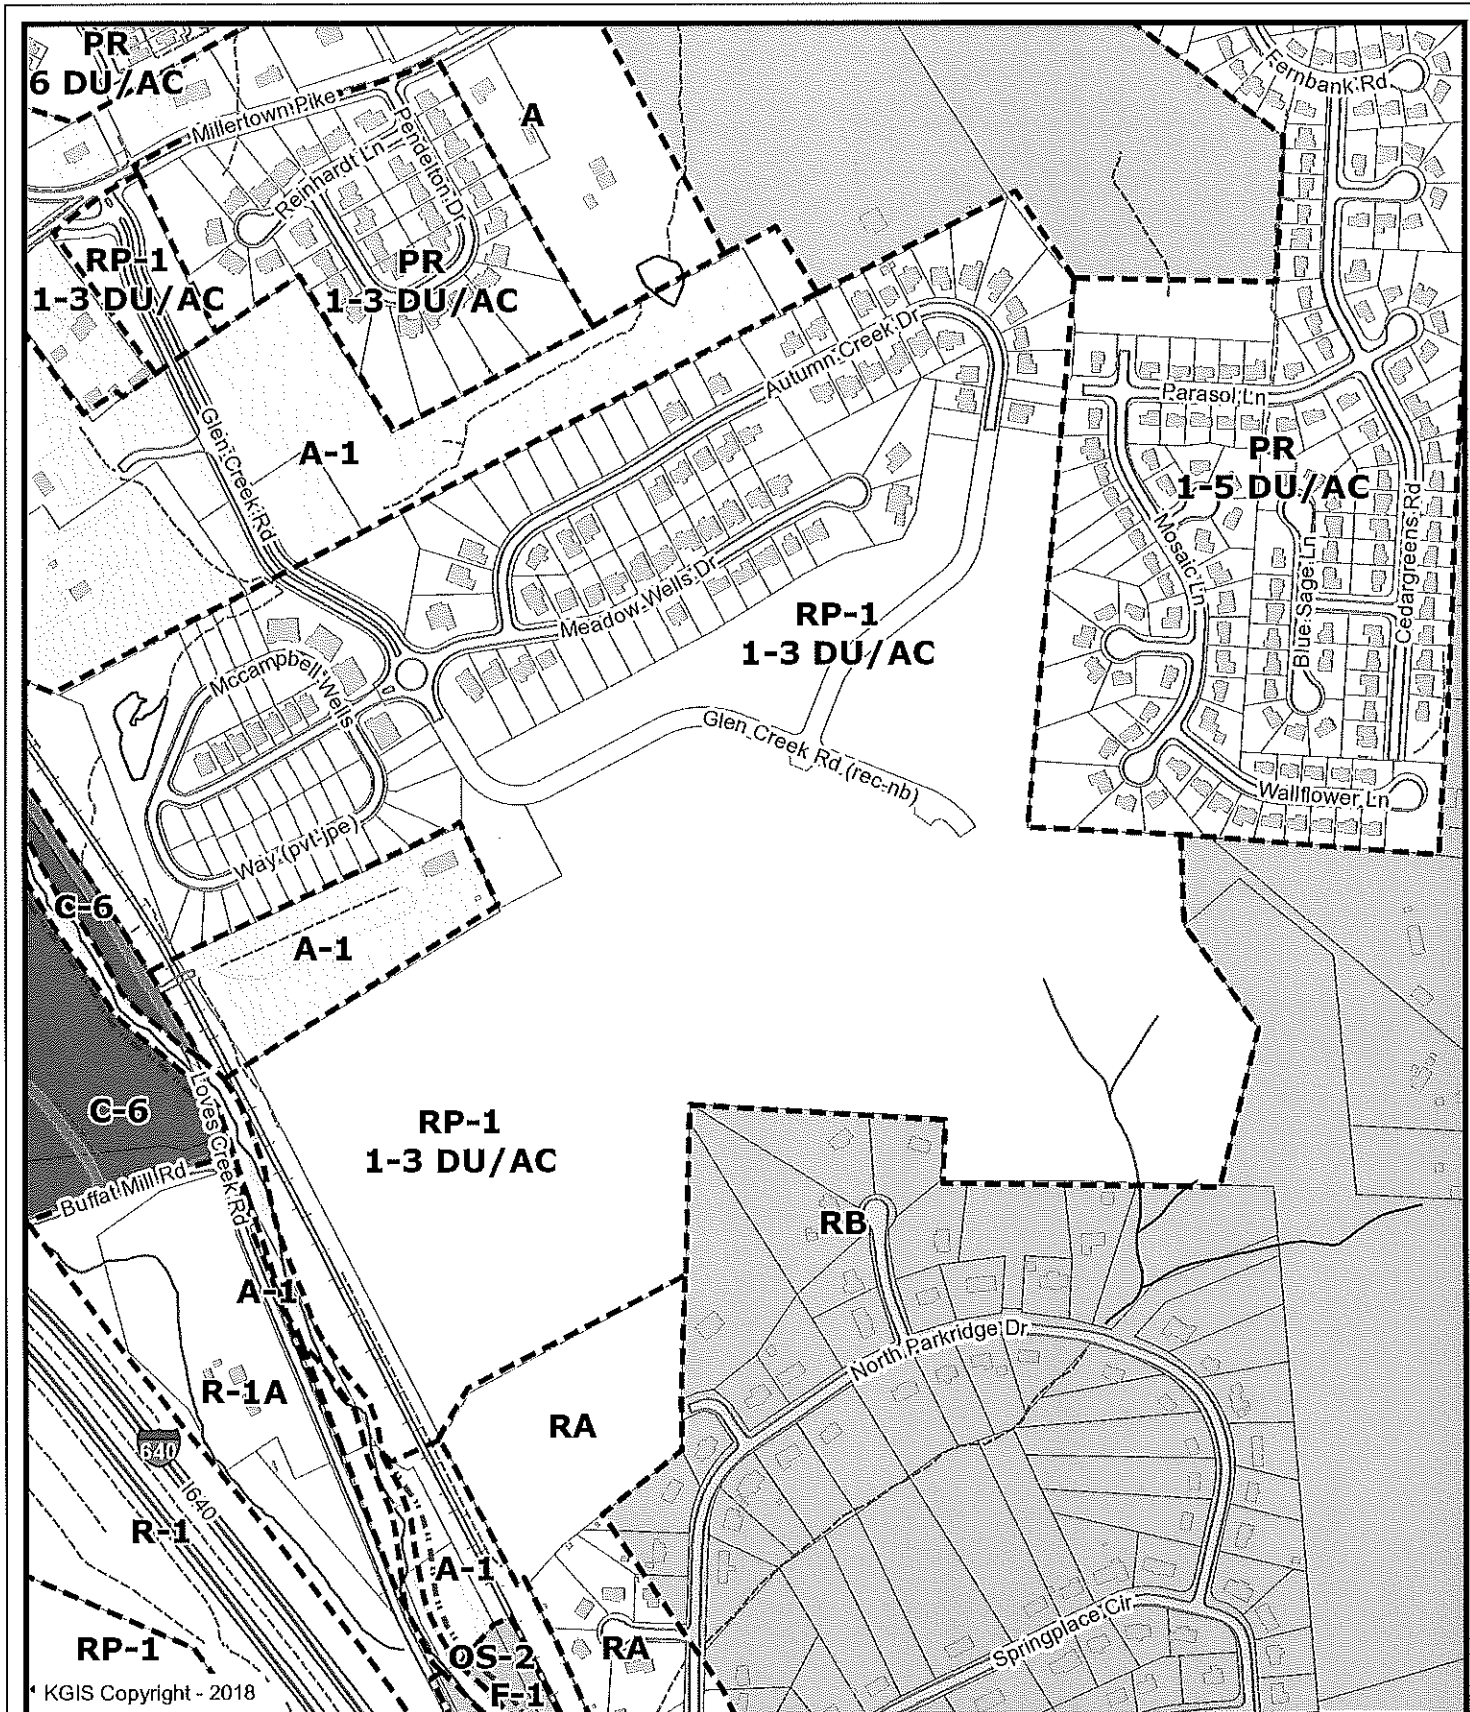 PR
6 DU/AC
Fernbank Rd
Millertown Pike
A
Pendelton Dr
Reinhardt Ln
RP-1
1-3 DU/AC
PR
1-3 DU/AC
Autumn Creek Dr
Parasol Ln
Glen Creek Rd
A-1
PR
1-5 DU/AC
Mosaic Ln
Blue Sage Ln
Cedargreens Rd
Meadow Wells Dr
RP-1
1-3 DU/AC
Mccampbell Wells
Glen Creek Rd (rec-nb)
Wallflower Ln
Way (pvt-jpe)
C-6
A-1
C-6
Loves Creek Rd
RP-1
1-3 DU/AC
Buffat Mill Rd
RB
A-1
North Parkridge Dr
R-1A
RA
640
I 640
R-1
A-1
Springplace Cir
RP-1
OS-2
RA
F-1
KGIS Copyright - 2018